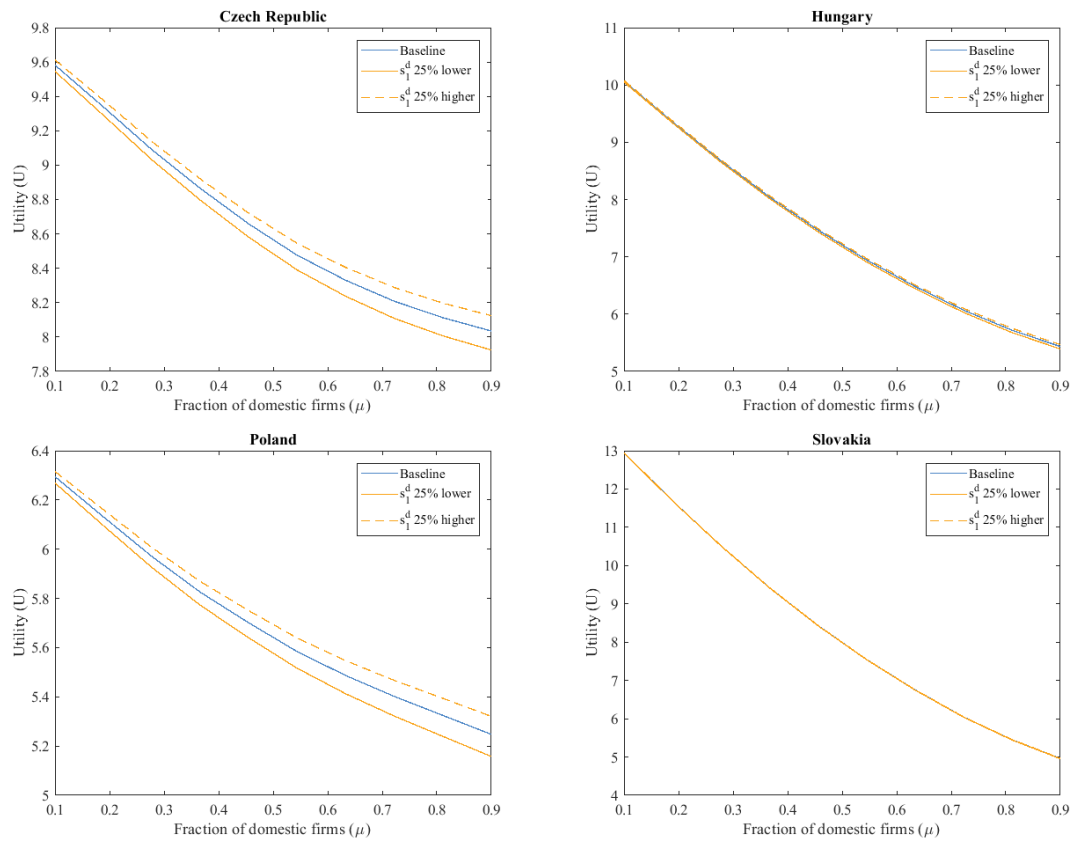 Czech Republic
9.8
9.6
9.4
9.2
9
8.8
8.6
8.4
8.2
8
7.8
Utility (U)
Baseline
s₁ᵈ 25% lower
s₁ᵈ 25% higher
0.1 0.2 0.3 0.4 0.5 0.6 0.7 0.8 0.9
Fraction of domestic firms (μ)
Hungary
11
10
9
8
7
6
5
Utility (U)
Baseline
s₁ᵈ 25% lower
s₁ᵈ 25% higher
0.1 0.2 0.3 0.4 0.5 0.6 0.7 0.8 0.9
Fraction of domestic firms (μ)
Poland
6.4
6.2
6
5.8
5.6
5.4
5.2
5
Utility (U)
Baseline
s₁ᵈ 25% lower
s₁ᵈ 25% higher
0.1 0.2 0.3 0.4 0.5 0.6 0.7 0.8 0.9
Fraction of domestic firms (μ)
Slovakia
13
12
11
10
9
8
7
6
5
4
Utility (U)
Baseline
s₁ᵈ 25% lower
s₁ᵈ 25% higher
0.1 0.2 0.3 0.4 0.5 0.6 0.7 0.8 0.9
Fraction of domestic firms (μ)